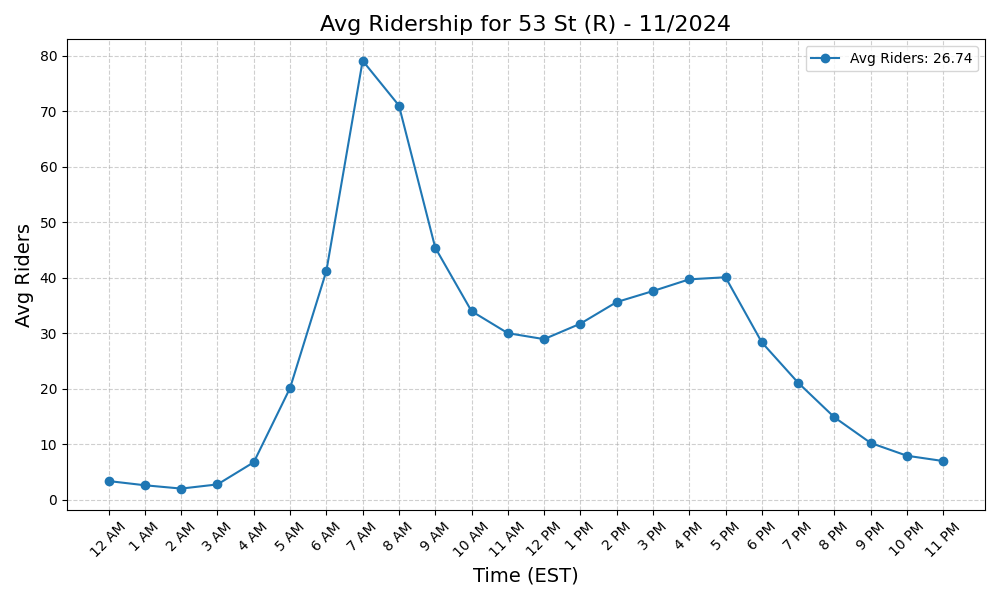 Avg Ridership for 53 St (R) - 11/2024
Avg Riders: 26.74
80
70
60
50
40
30
20
10
0
Avg Riders
12 AM
1 AM
2 AM
3 AM
4 AM
5 AM
6 AM
7 AM
8 AM
9 AM
10 AM
11 AM
12 PM
1 PM
2 PM
3 PM
4 PM
5 PM
6 PM
7 PM
8 PM
9 PM
10 PM
11 PM
Time (EST)